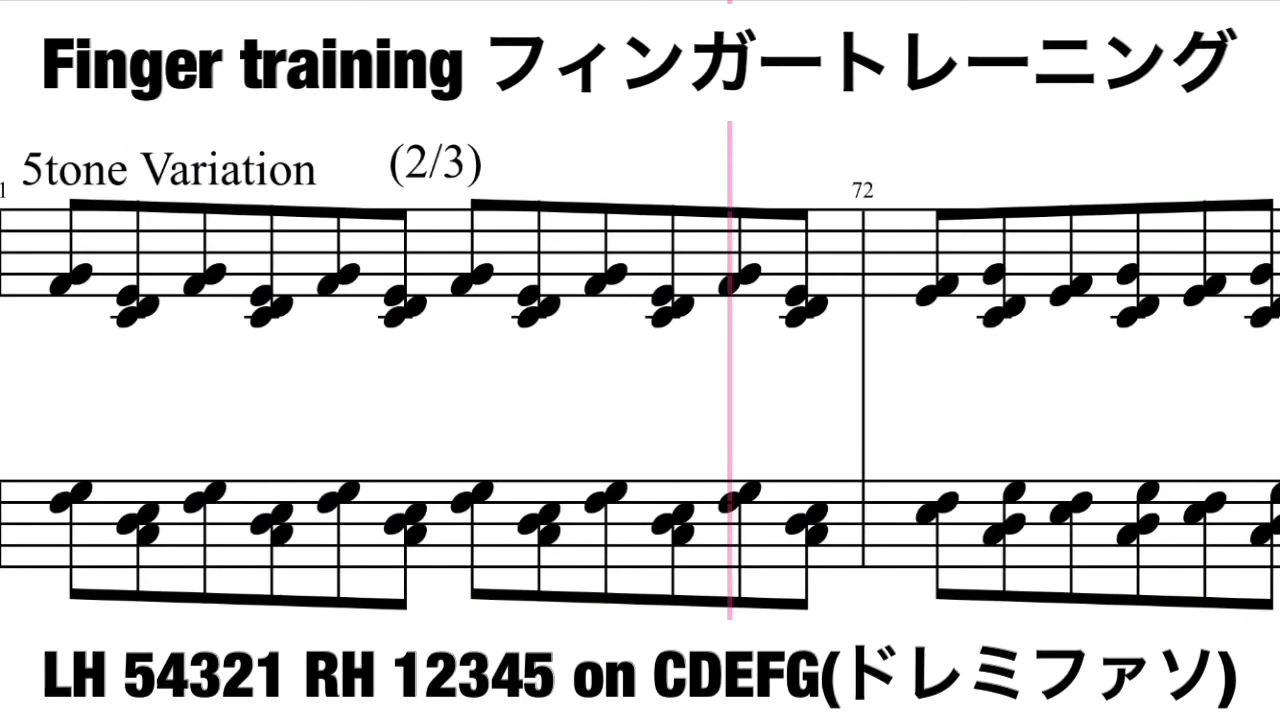 Finger training フィンガートレーニング
5tone Variation (2/3)
1 72
LH 54321 RH 12345 on CDEFG(ドレミファソ)